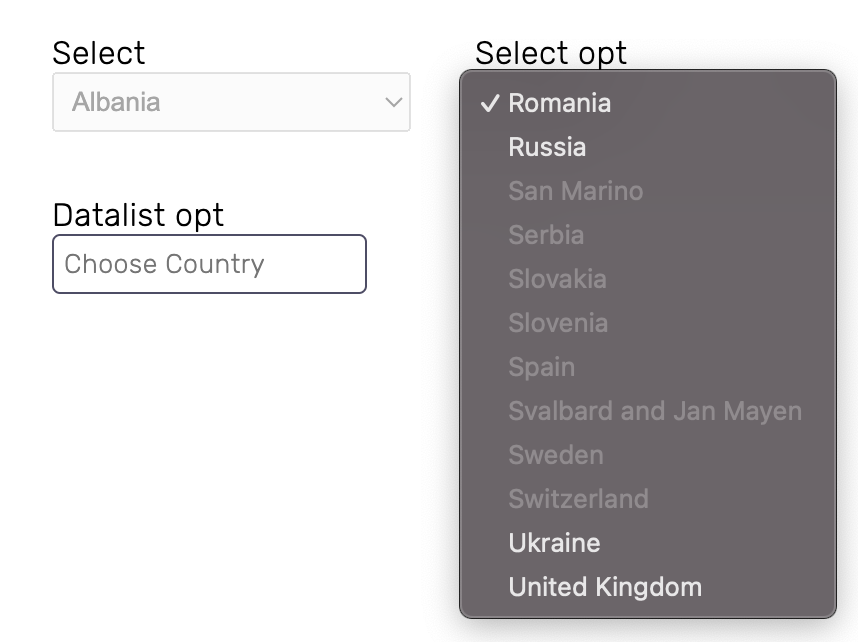 Select
Albania
Datalist opt
Choose Country
Select opt
✓ Romania
Russia
San Marino
Serbia
Slovakia
Slovenia
Spain
Svalbard and Jan Mayen
Sweden
Switzerland
Ukraine
United Kingdom